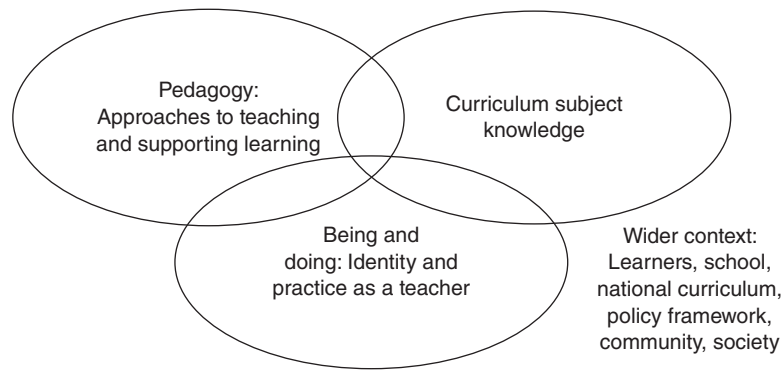 Pedagogy:
Approaches to teaching
and supporting learning
Curriculum subject
knowledge
Being and
doing: Identity and
practice as a teacher
Wider context:
Learners, school,
national curriculum,
policy framework,
community, society